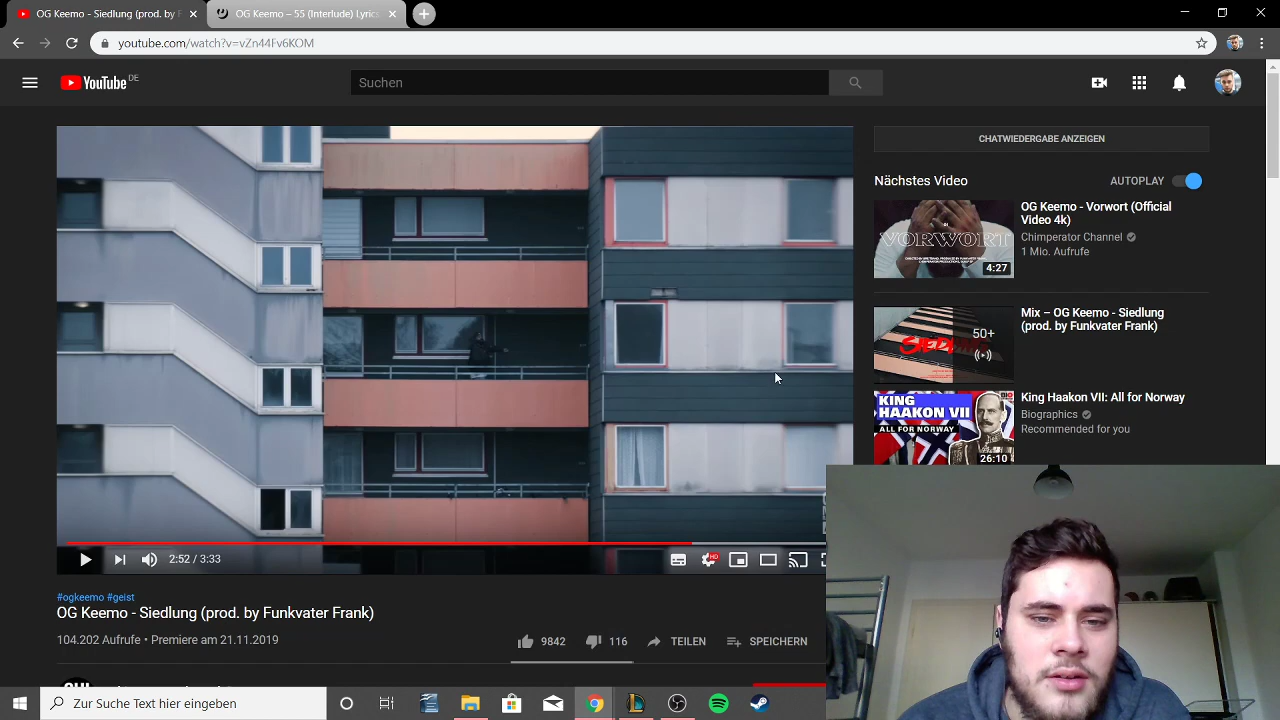 OG Keemo - Siedlung (prod. by F
OG Keemo – 55 (Interlude) Lyrics
youtube.com/watch?v=vZn44Fv6KOM
YouTube DE
Suchen
CHATWIEDERGABE ANZEIGEN
Nächstes Video
AUTOPLAY
VORWORT
4:27
OG Keemo - Vorwort (Official
Video 4k)
Chimperator Channel
1 Mio. Aufrufe
50+
Mix – OG Keemo - Siedlung
(prod. by Funkvater Frank)
KING
HAAKON VII
ALL FOR NORWAY
BIO
26:10
King Haakon VII: All for Norway
Biographics
Recommended for you
2:52 / 3:33
HD
#ogkeemo #geist
OG Keemo - Siedlung (prod. by Funkvater Frank)
104.202 Aufrufe • Premiere am 21.11.2019
9842
116
TEILEN
SPEICHERN
Zur Suche Text hier eingeben